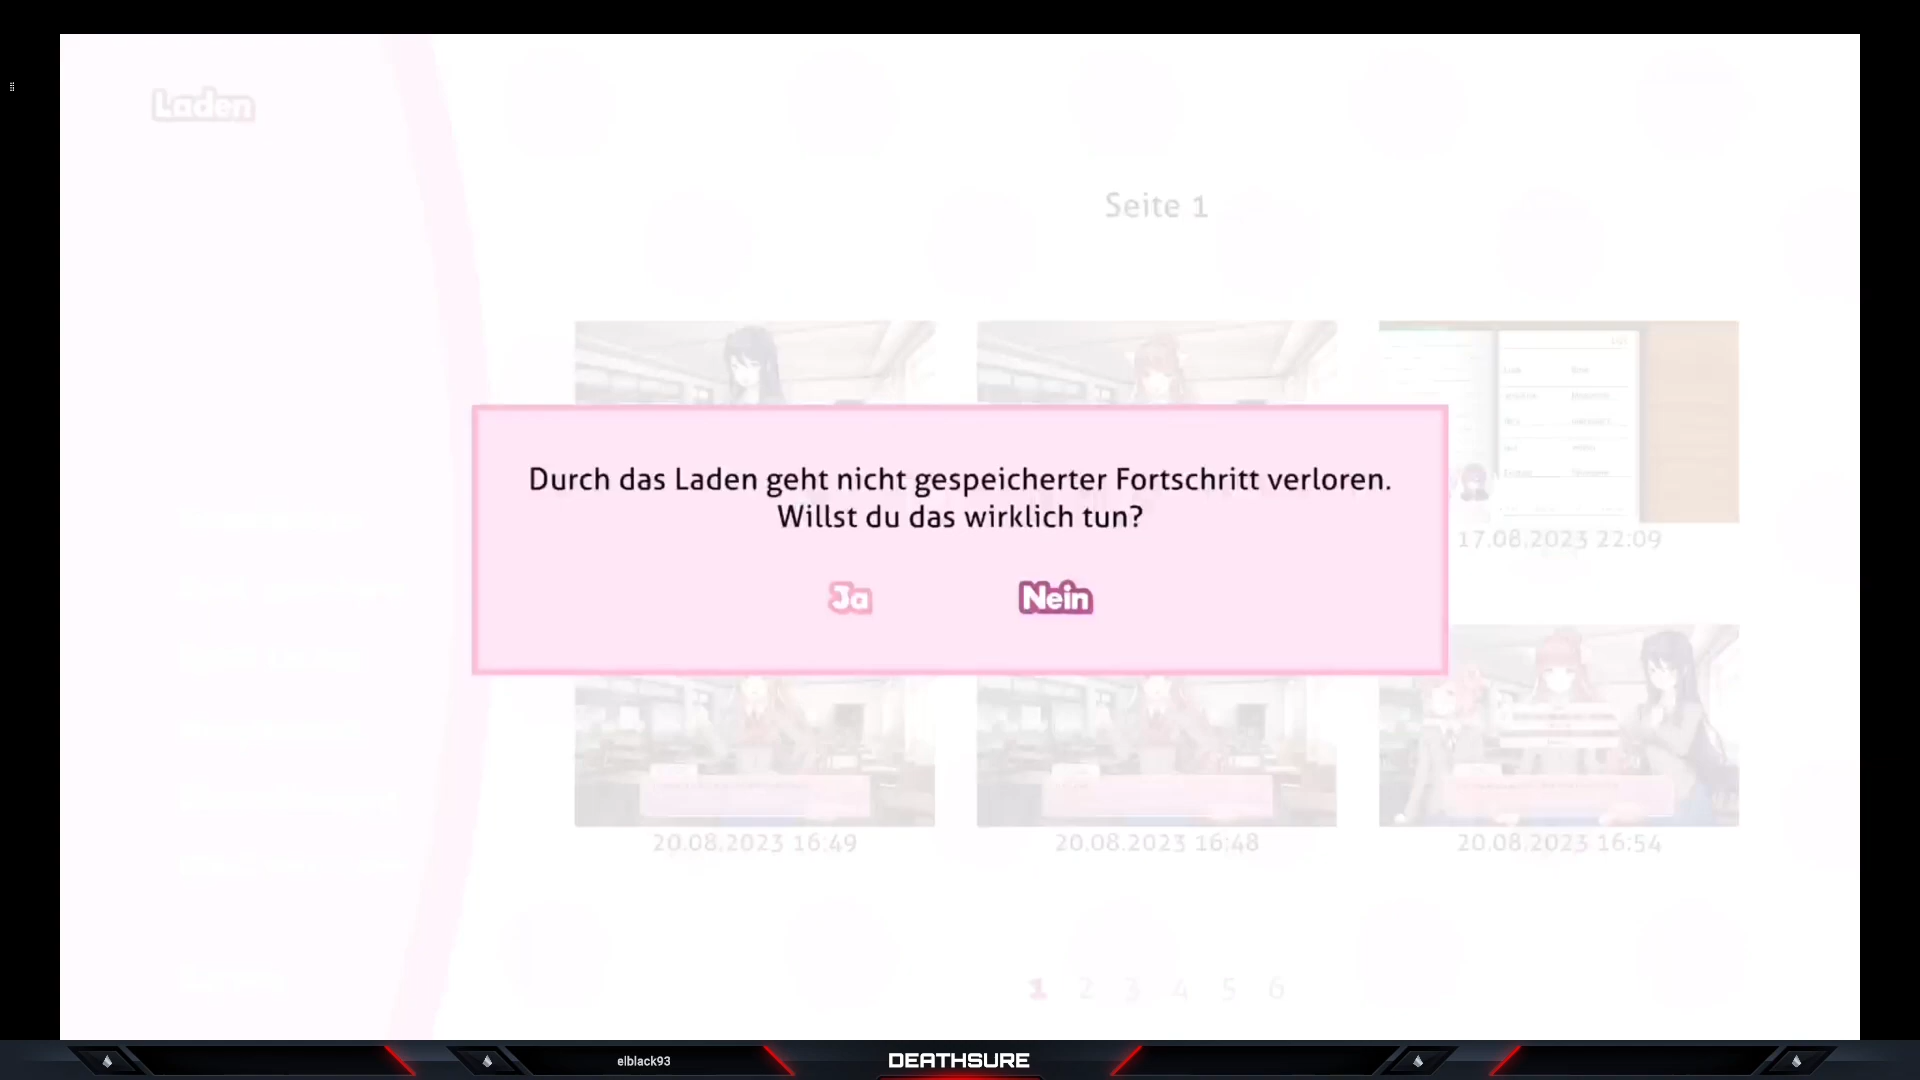 Laden
Seite 1
Durch das Laden geht nicht gespeicherter Fortschritt verloren.
Willst du das wirklich tun?
Ja
Nein
17.08.2023 22:09
20.08.2023 16:49
20.08.2023 16:48
20.08.2023 16:54
1 2 3 4 5 6
elblack93
DEATHSURE